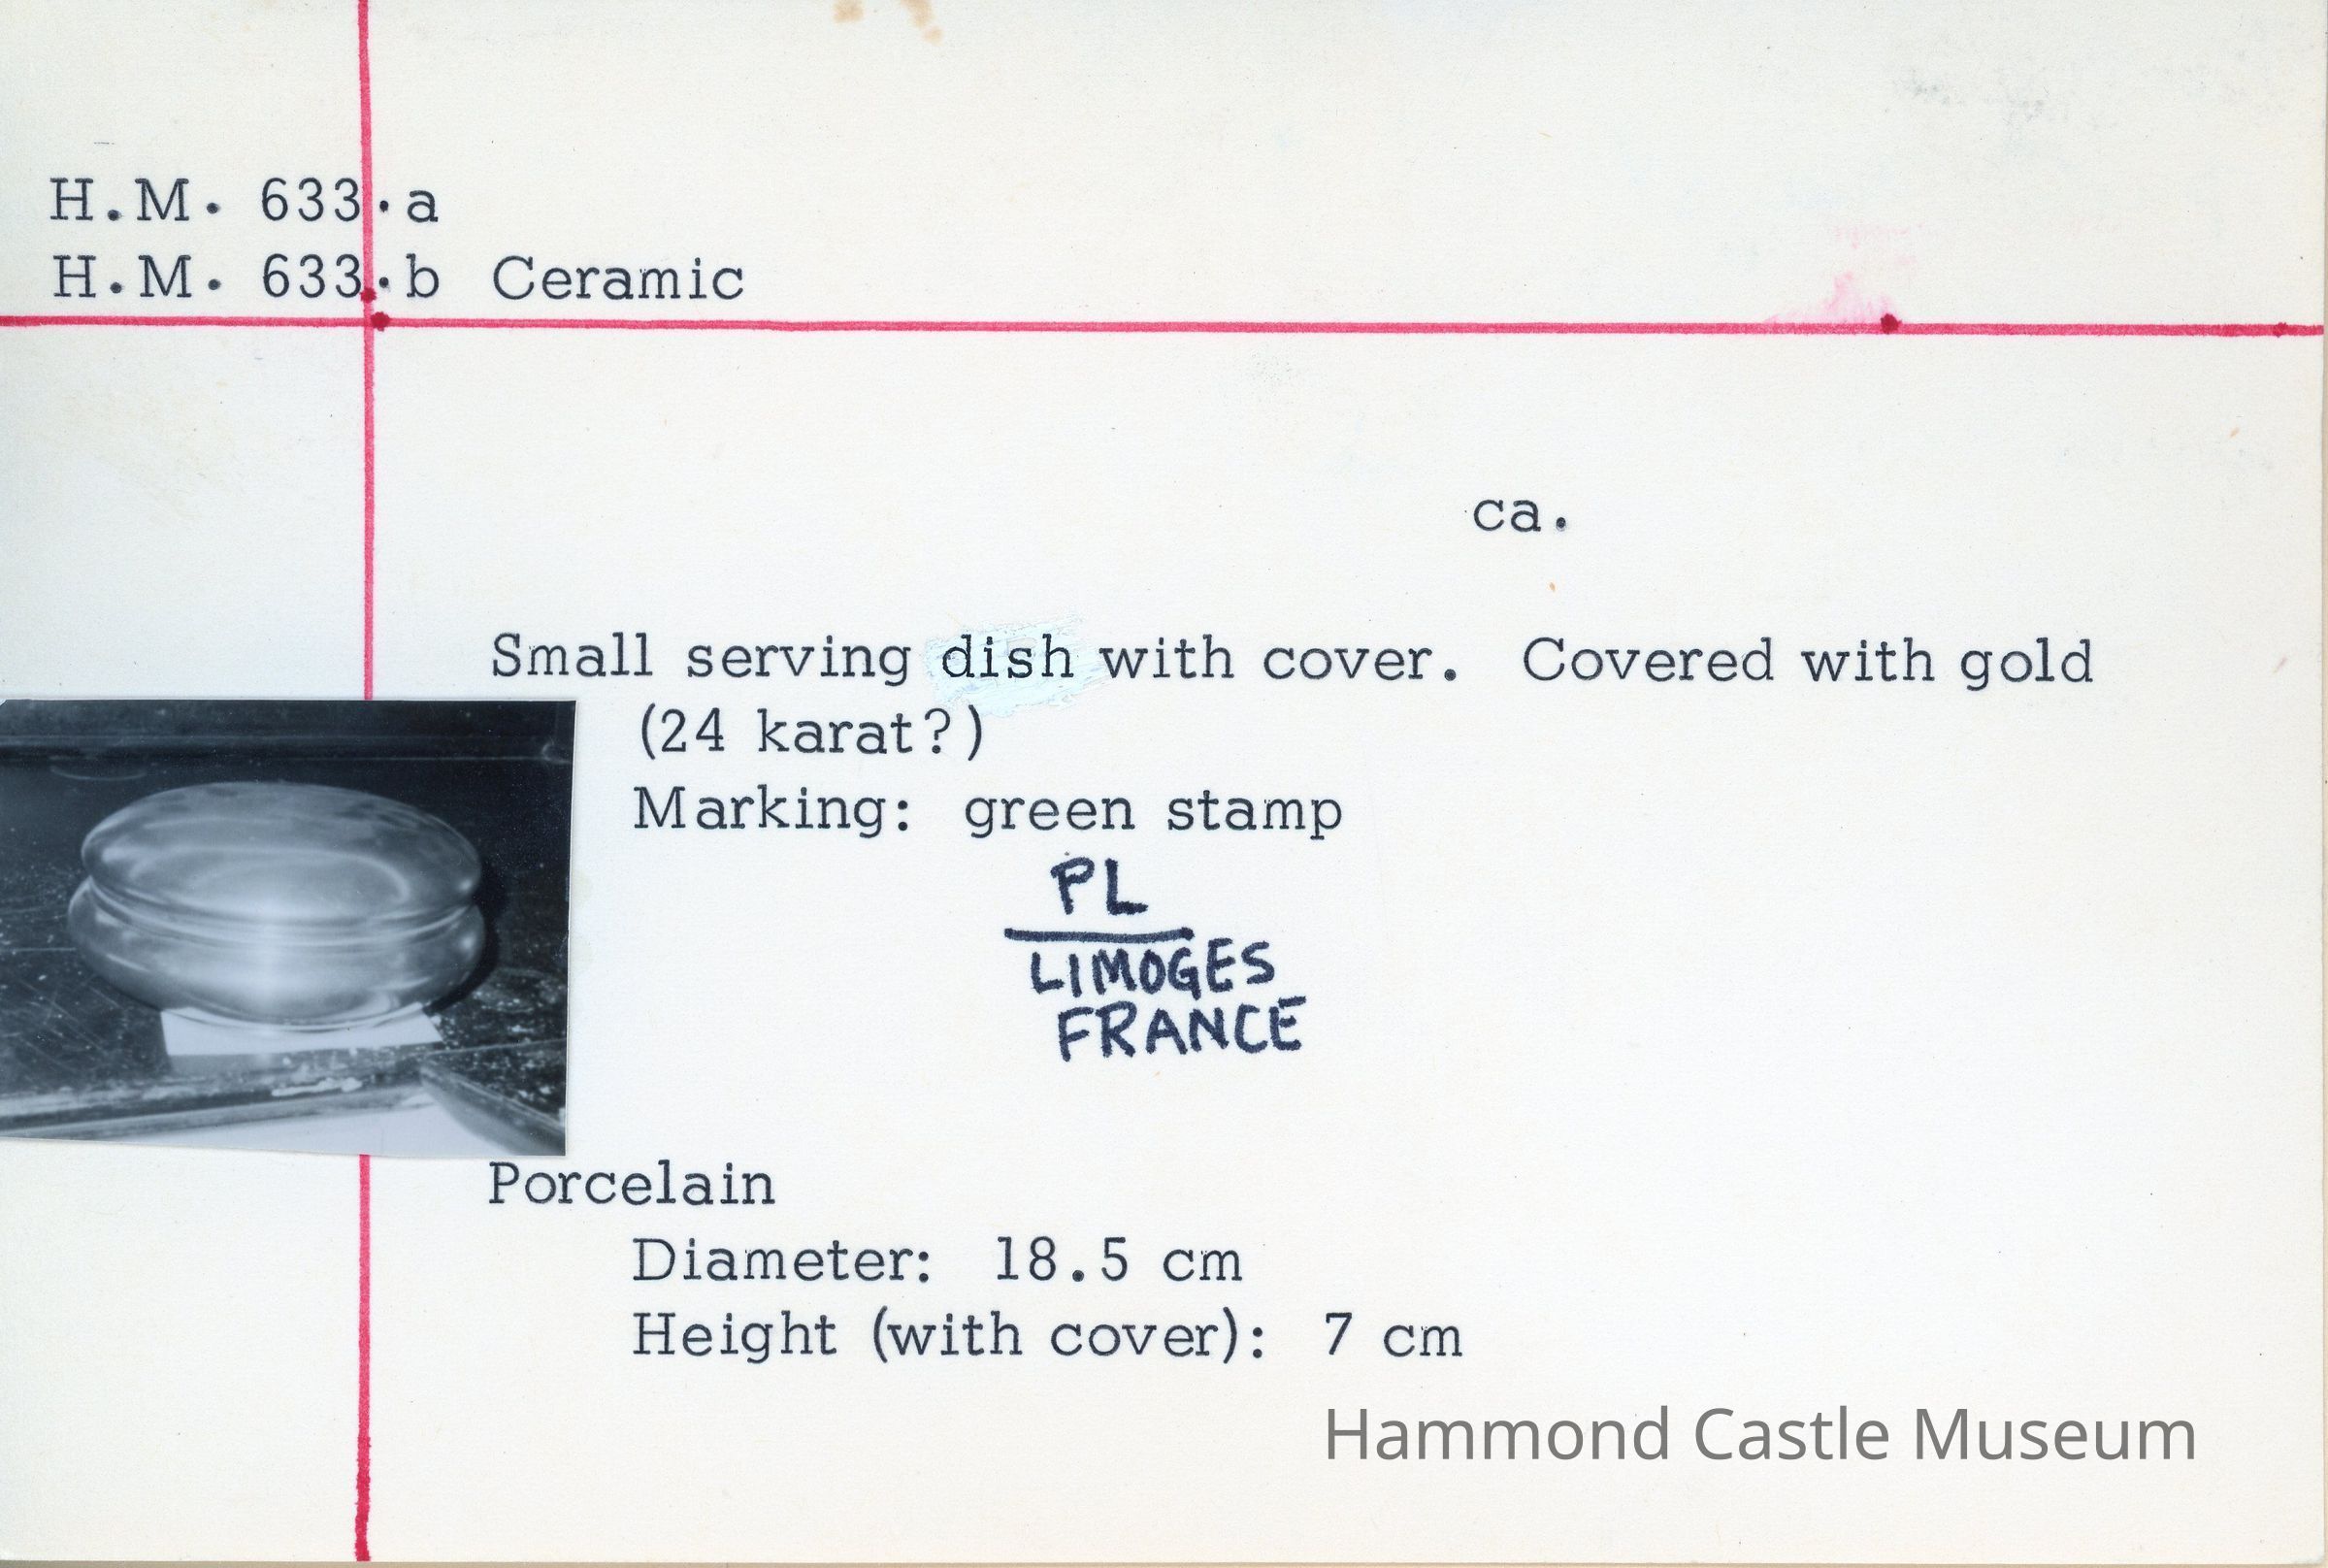 H.M. 633.a
H.M. 633.b Ceramic
ca.
Small serving dish with cover. Covered with gold
(24 karat?)
Marking: green stamp
PL
LIMOGES
FRANCE
Porcelain
Diameter: 18.5 cm
Height (with cover): 7 cm
Hammond Castle Museum